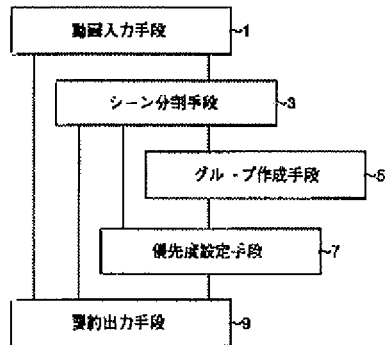 動画入力手段
1
シーン分割手段
3
グループ作成手段
5
優先度設定手段
7
要約出力手段
9